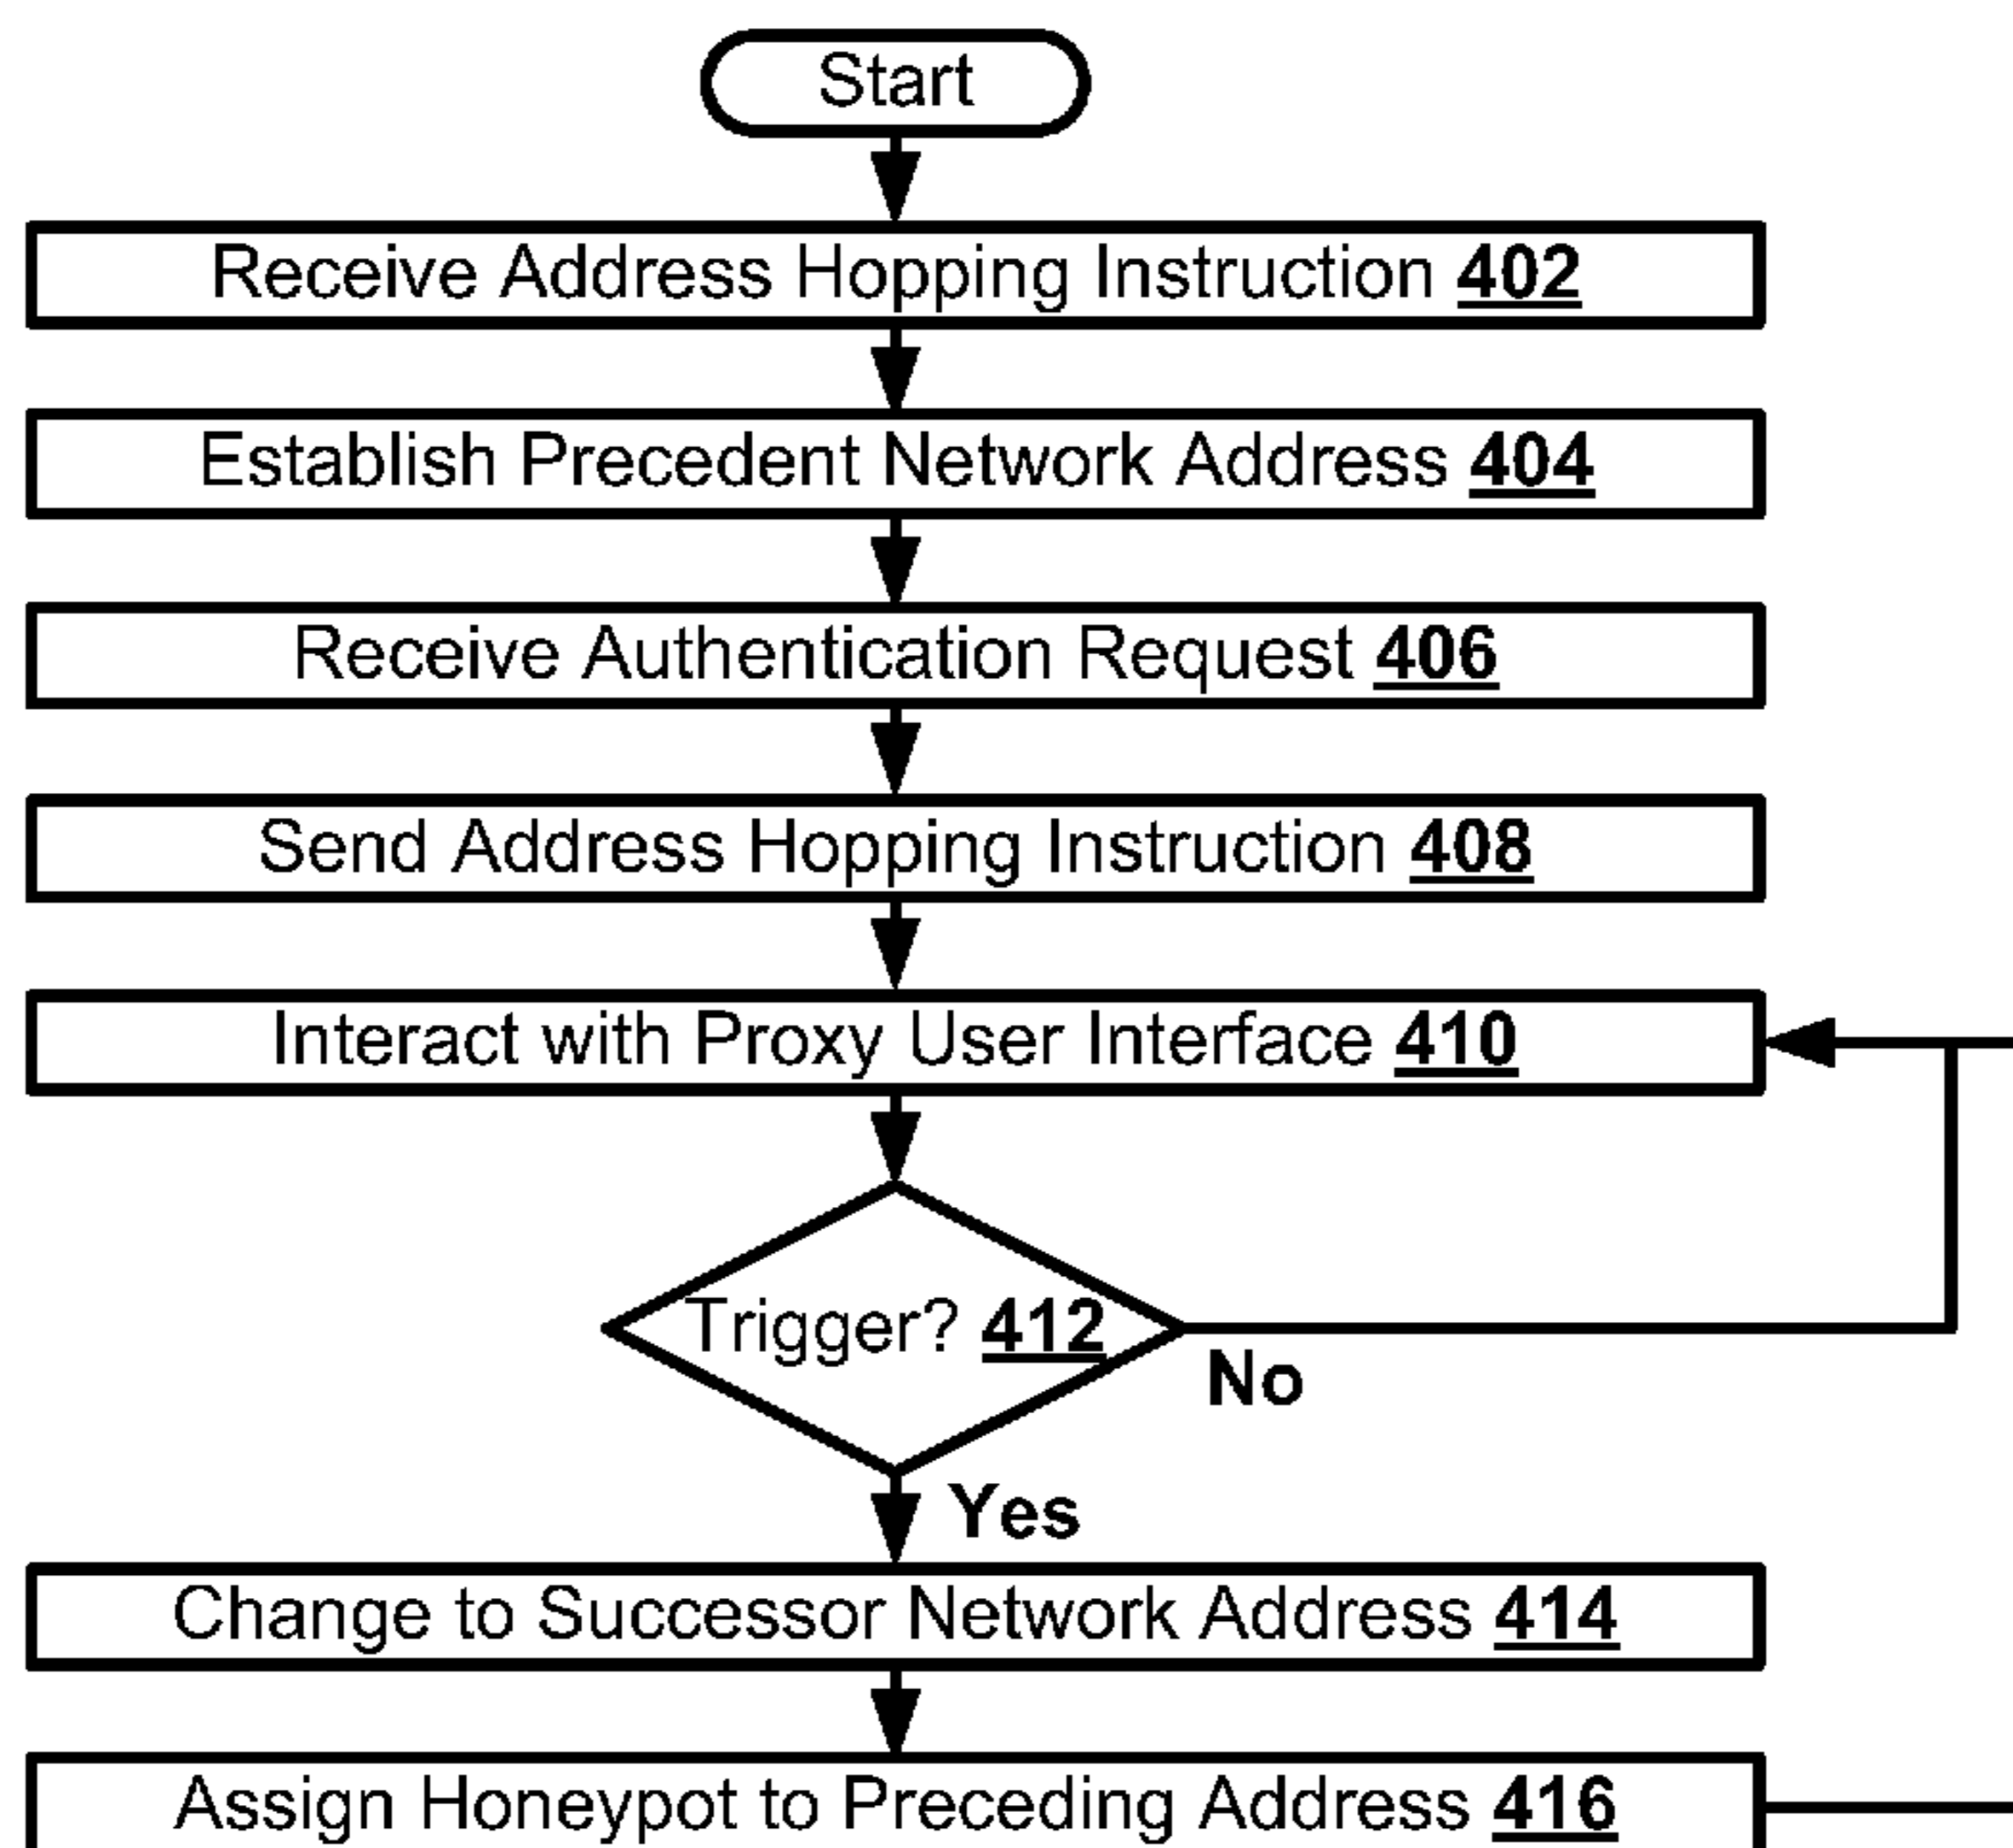 Start
Receive Address Hopping Instruction 402
Establish Precedent Network Address 404
Receive Authentication Request 406
Send Address Hopping Instruction 408
Interact with Proxy User Interface 410
Trigger? 412
No
Yes
Change to Successor Network Address 414
Assign Honeypot to Preceding Address 416